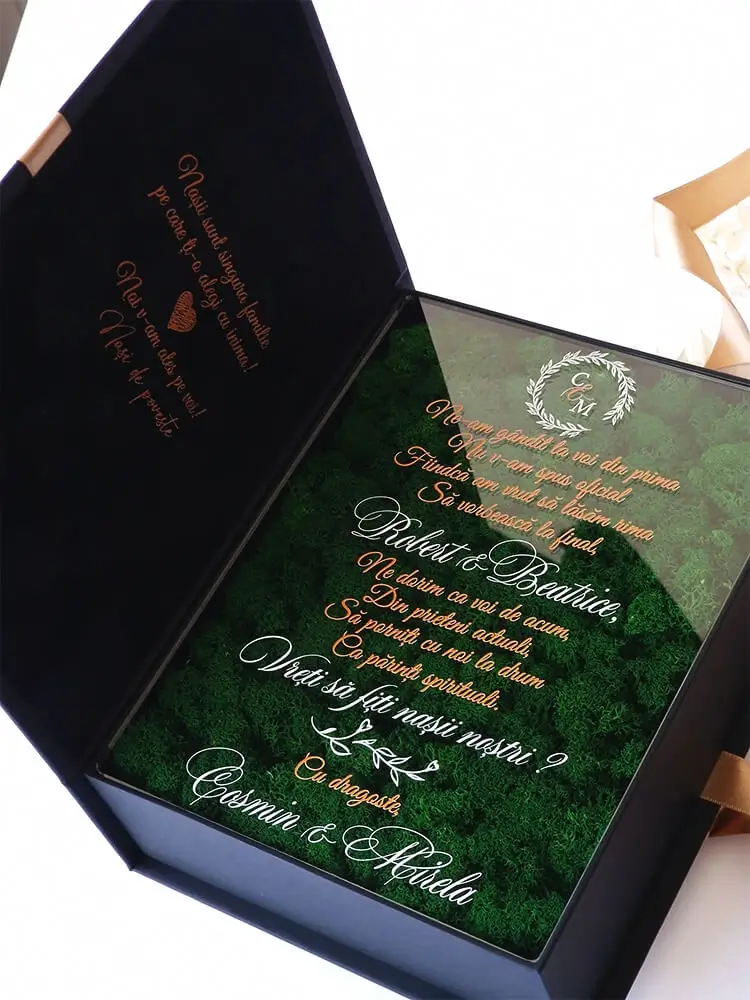 Nașii sunt singura familie
pe care ți-o alegi cu inima!
Noi v-am ales pe voi!
Nași de poveste
C&M
Ne-am gândit la voi din prima
Nu v-am spus oficial
Fiindcă am vrut să lăsăm rima
Să vorbească la final,
Robert & Beatrice,
Ne dorim ca voi de acum,
Din prieteni actuali,
Să porniți cu noi la drum
Ca părinți spirituali.
Vreți să fiți nașii noștri ?
Cu dragoste,
Cosmin & Mirela